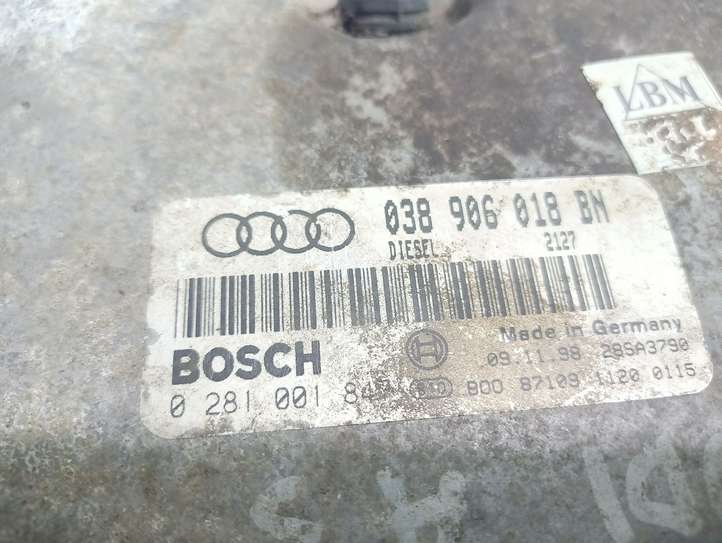 LBM
038 906 018 BN
DIESEL 2127
Made in Germany
BOSCH
09.11.98 28SA3790
0 281 001
800 87109 1120 0115